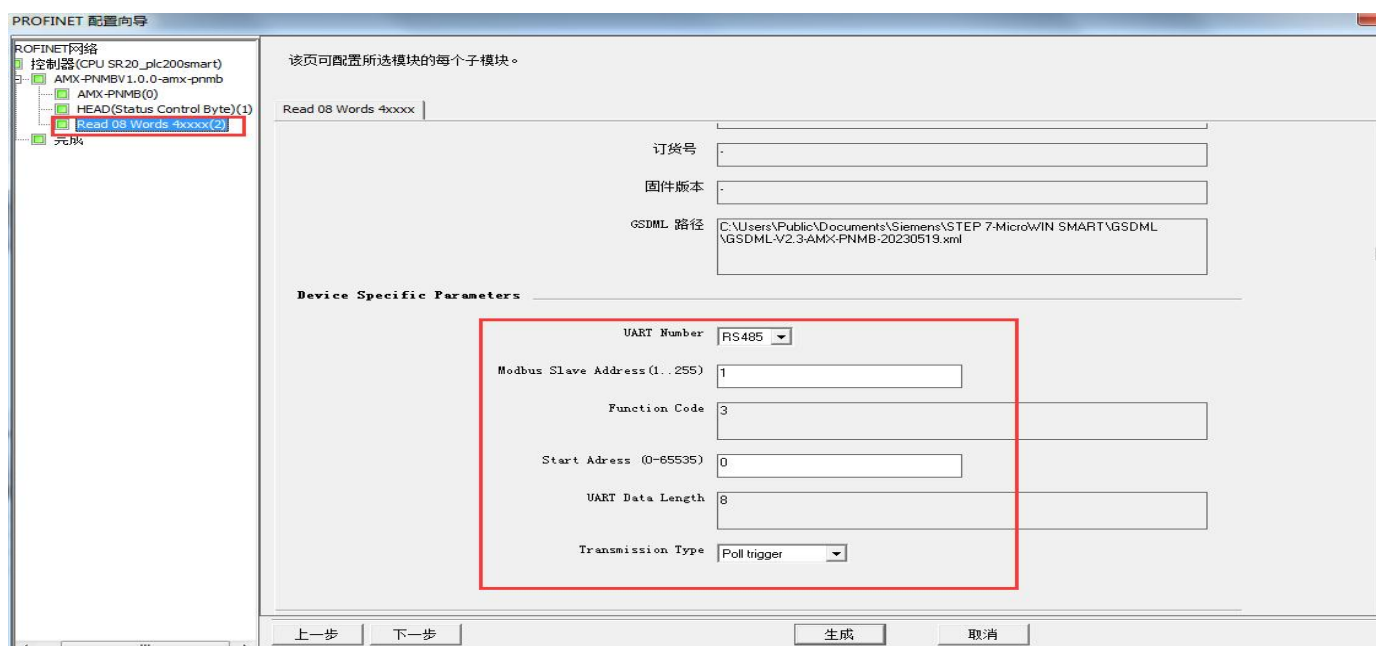 PROFINET 配置向导
ROFINET网络
控制器(CPU SR20_plc200smart)
AMX-PNMBV1.0.0-amx-pnmb
AMX-PNMB(0)
HEAD(Status Control Byte)(1)
Read 08 Words 4xxxx(2)
完成
该页可配置所选模块的每个子模块。
Read 08 Words 4xxxx
订货号 -
固件版本 -
GSDML 路径 C:\Users\Public\Documents\Siemens\STEP 7-MicroWIN SMART\GSDML
\GSDML-V2.3-AMX-PNMB-20230519.xml
Device Specific Parameters
UART Number RS485
Modbus Slave Address(1..255) 1
Function Code 3
Start Adress (0-65535) 0
UART Data Length 8
Transmission Type Poll trigger
上一步 下一步 生成 取消